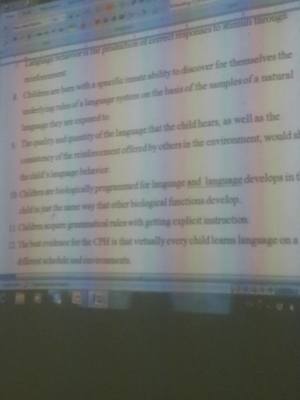 Language behavior is the production of correct responses to stimuli through
reinforcement.
8. Children are born with a specific innate ability to discover for themselves the
underlying rules of a language system on the basis of the samples of a natural
language they are exposed to.
9. The quality and quantity of the language that the child hears, as well as the
consistency of the reinforcement offered by others in the environment, would sh
the child's language behavior.
10. Children are biologically programmed for language and language develops in t
child in just the same way that other biological functions develop.
11. Children acquire grammatical rules with getting explicit instruction.
12. The best evidence for the CPH is that virtually every child learns language on a
different schedule and environments.